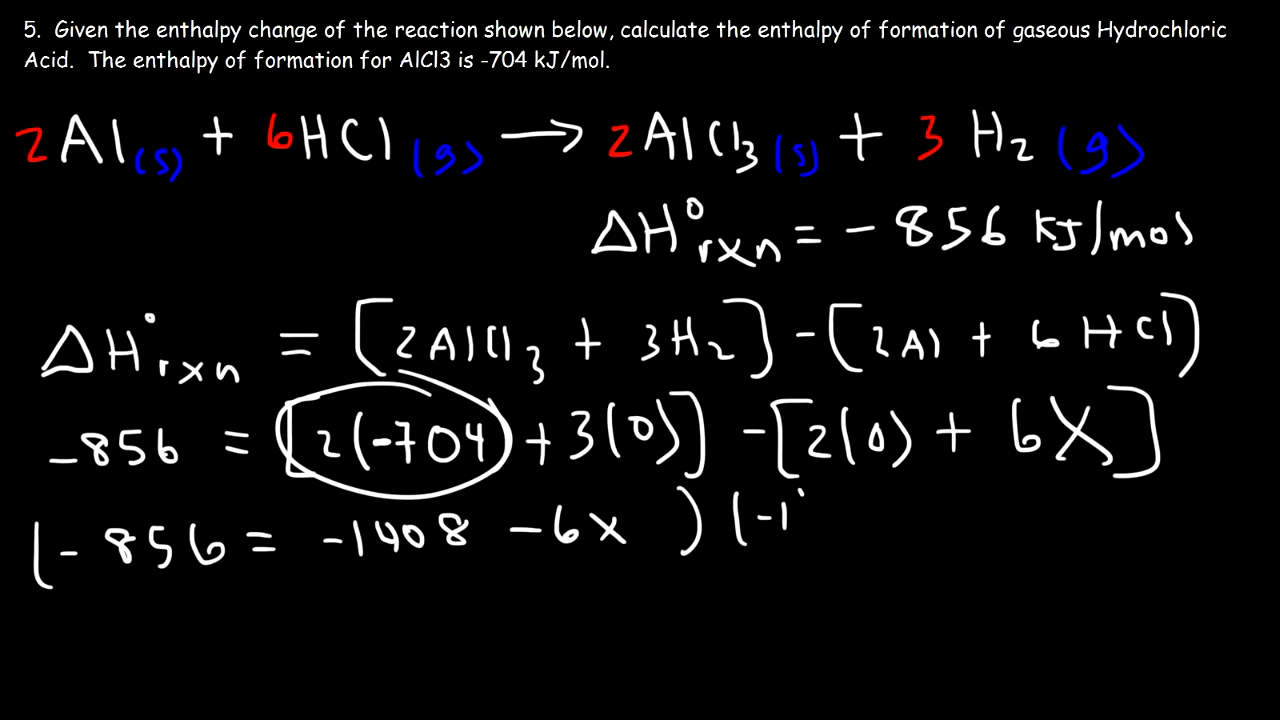 5. Given the enthalpy change of the reaction shown below, calculate the enthalpy of formation of gaseous Hydrochloric
Acid. The enthalpy of formation for AlCl3 is -704 kJ/mol.
2Al(s) + 6HCl(g) → 2AlCl₃(s) + 3H₂(g)
ΔH°rxn = -856 kJ/mol
ΔH°rxn = [2AlCl₃ + 3H₂] - [2Al + 6HCl]
-856 = [2(-704) + 3(0)] - [2(0) + 6X]
(-856 = -1408 - 6x) (-1